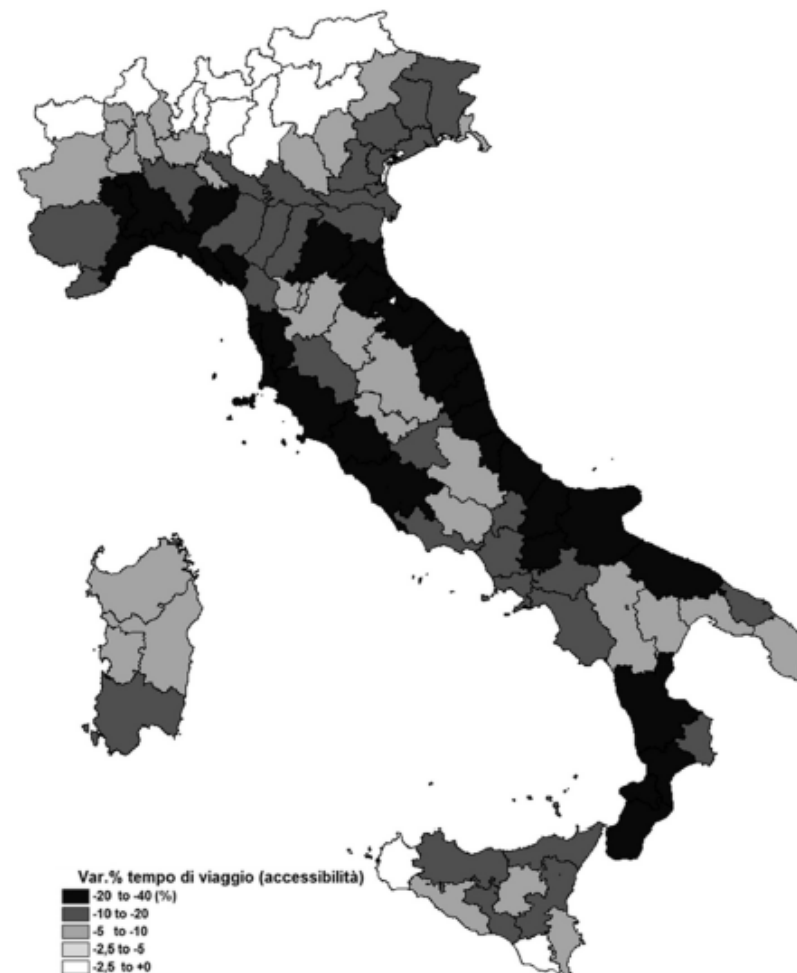 Var.% tempo di viaggio (accessibilità)
-20 to -40 (%)
-10 to -20
-5 to -10
-2,5 to -5
-2,5 to +0